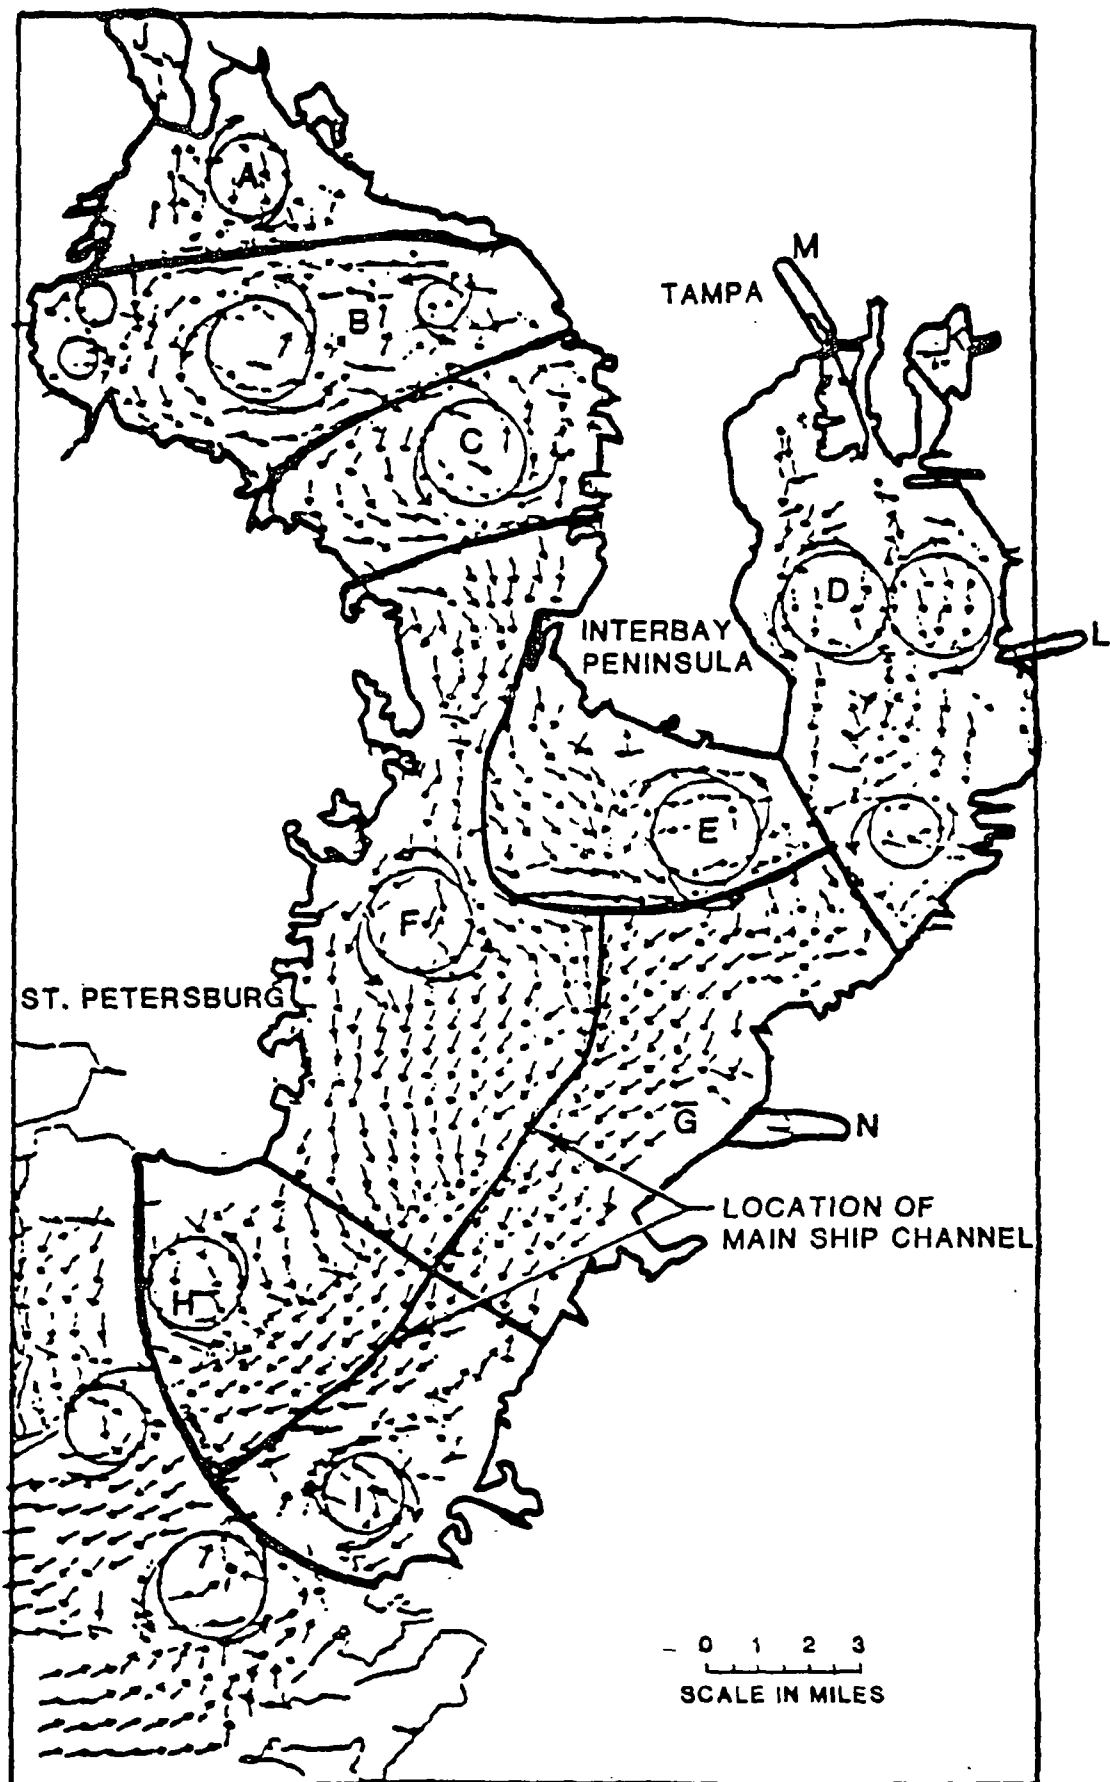 J
A
M
TAMPA
B
C
D
INTERBAY
PENINSULA
L
E
F
ST. PETERSBURG
G
N
LOCATION OF
MAIN SHIP CHANNEL
H
I
0 1 2 3
SCALE IN MILES